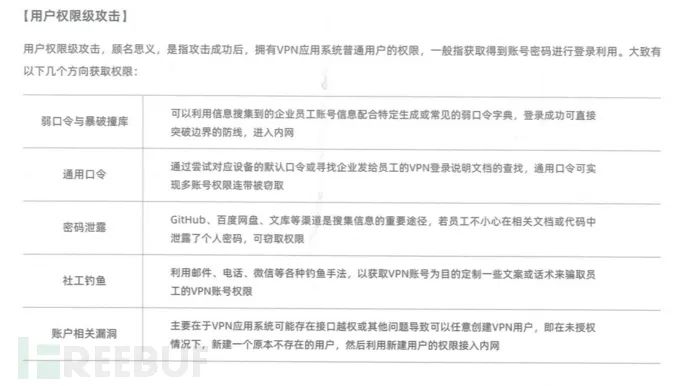 【用户权限级攻击】
用户权限级攻击，顾名思义，是指攻击成功后，拥有VPN应用系统普通用户的权限，一般指获取得到账号密码进行登录利用。大致有
以下几个方向获取权限：
弱口令与暴破撞库
可以利用信息搜集到的企业员工账号信息配合特定生成或常见的弱口令字典，登录成功可直接
突破边界的防线，进入内网
通用口令
通过尝试对应设备的默认口令或寻找企业发给员工的VPN登录说明文档的查找，通用口令可实
现多账号权限连带被窃取
密码泄露
GitHub、百度网盘、文库等渠道是搜集信息的重要途径，若员工不小心在相关文档或代码中
泄露了个人密码，可窃取权限
社工钓鱼
利用邮件、电话、微信等各种钓鱼手法，以获取VPN账号为目的定制一些文案或话术来骗取员
工的VPN账号权限
账户相关漏洞
主要在于VPN应用系统可能存在接口越权或其他问题导致可以任意创建VPN用户，即在未授权
情况下，新建一个原本不存在的用户，然后利用新建用户的权限接入内网
FREEBUF